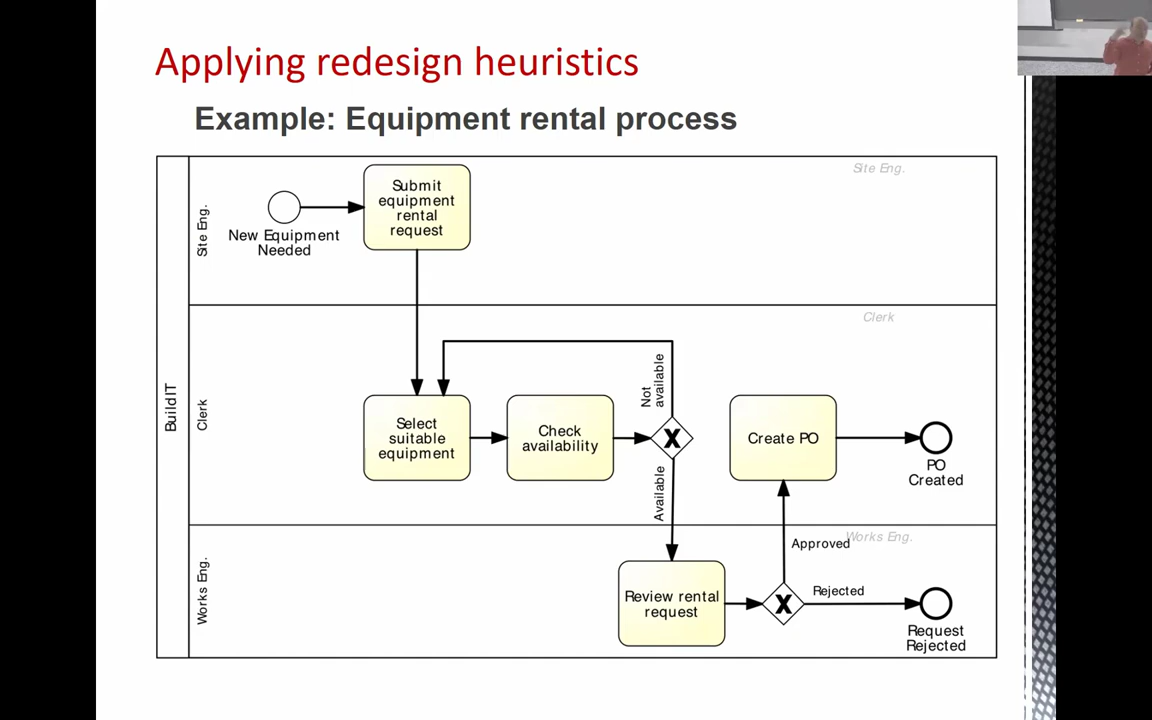 Applying redesign heuristics
Example: Equipment rental process
Site Eng.
Submit
equipment
rental
request
Site Eng.
New Equipment
Needed
Clerk
BuildIT
Clerk
Not
available
Select
suitable
equipment
Check
availability
X
Create PO
PO
Created
Available
Works Eng.
Approved
Works Eng.
Review rental
request
X
Rejected
Request
Rejected